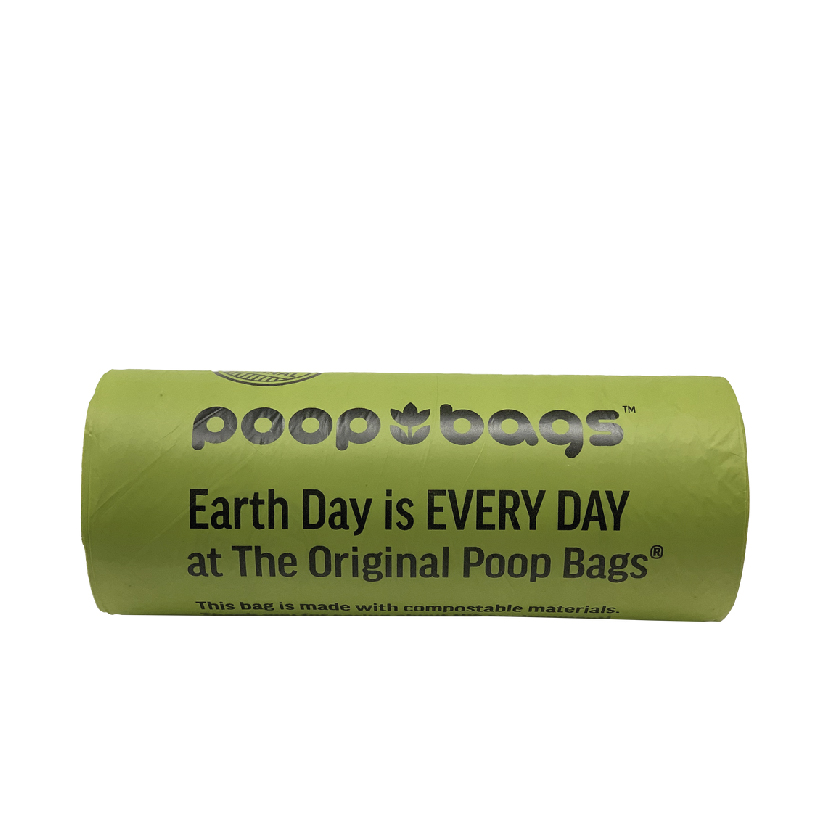 poop bags™
Earth Day is EVERY DAY
at The Original Poop Bags®
This bag is made with compostable materials.